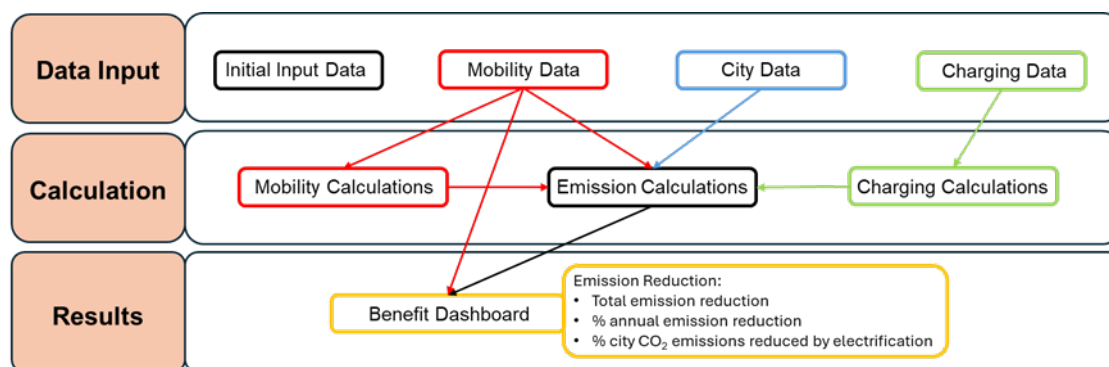 Data Input
Initial Input Data
Mobility Data
City Data
Charging Data
Calculation
Mobility Calculations
Emission Calculations
Charging Calculations
Results
Benefit Dashboard
Emission Reduction:
• Total emission reduction
• % annual emission reduction
• % city CO₂ emissions reduced by electrification